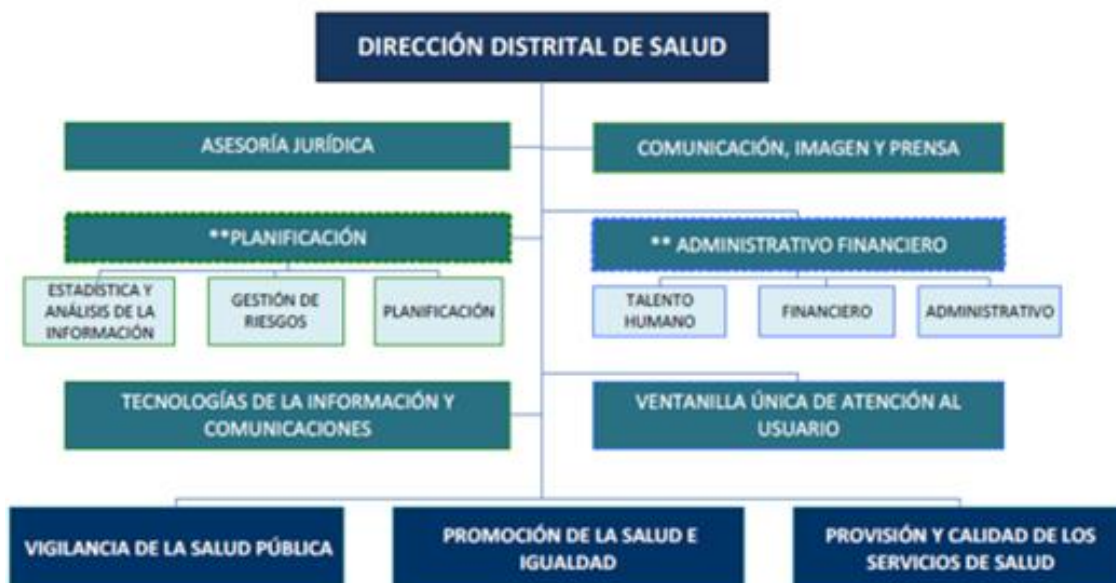 DIRECCIÓN DISTRITAL DE SALUD
ASESORÍA JURÍDICA
COMUNICACIÓN, IMAGEN Y PRENSA
**PLANIFICACIÓN
** ADMINISTRATIVO FINANCIERO
ESTADÍSTICA Y
ANÁLISIS DE LA
INFORMACIÓN
GESTIÓN DE
RIESGOS
PLANIFICACIÓN
TALENTO
HUMANO
FINANCIERO
ADMINISTRATIVO
TECNOLOGÍAS DE LA INFORMACIÓN Y
COMUNICACIONES
VENTANILLA ÚNICA DE ATENCIÓN AL
USUARIO
VIGILANCIA DE LA SALUD PÚBLICA
PROMOCIÓN DE LA SALUD E
IGUALDAD
PROVISIÓN Y CALIDAD DE LOS
SERVICIOS DE SALUD